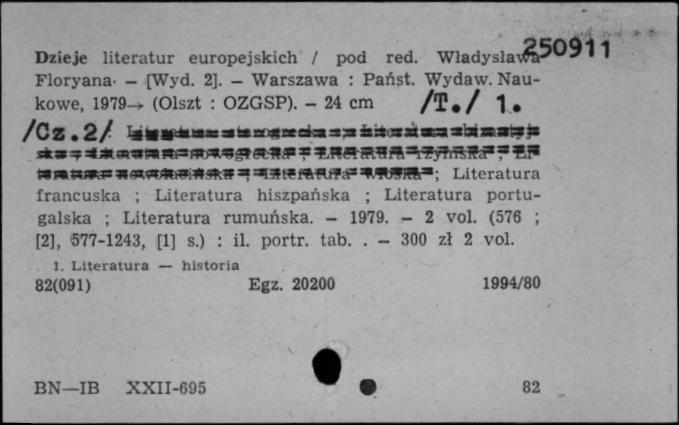 250911
Dzieje literatur europejskich / pod red. Władysława
Floryana. — [Wyd. 2]. — Warszawa : Państ. Wydaw. Nau-
kowe, 1979→ (Olszt : OZGSP). — 24 cm /T./ 1.
/Cz.2/
; Literatura
francuska ; Literatura hiszpańska ; Literatura portu-
galska ; Literatura rumuńska. — 1979. — 2 vol. (576 ;
[2], 577-1243, [1] s.) : il. portr. tab. . — 300 zł 2 vol.
1. Literatura — historia
82(091) Egz. 20200 1994/80
BN—IB XXII-695 82